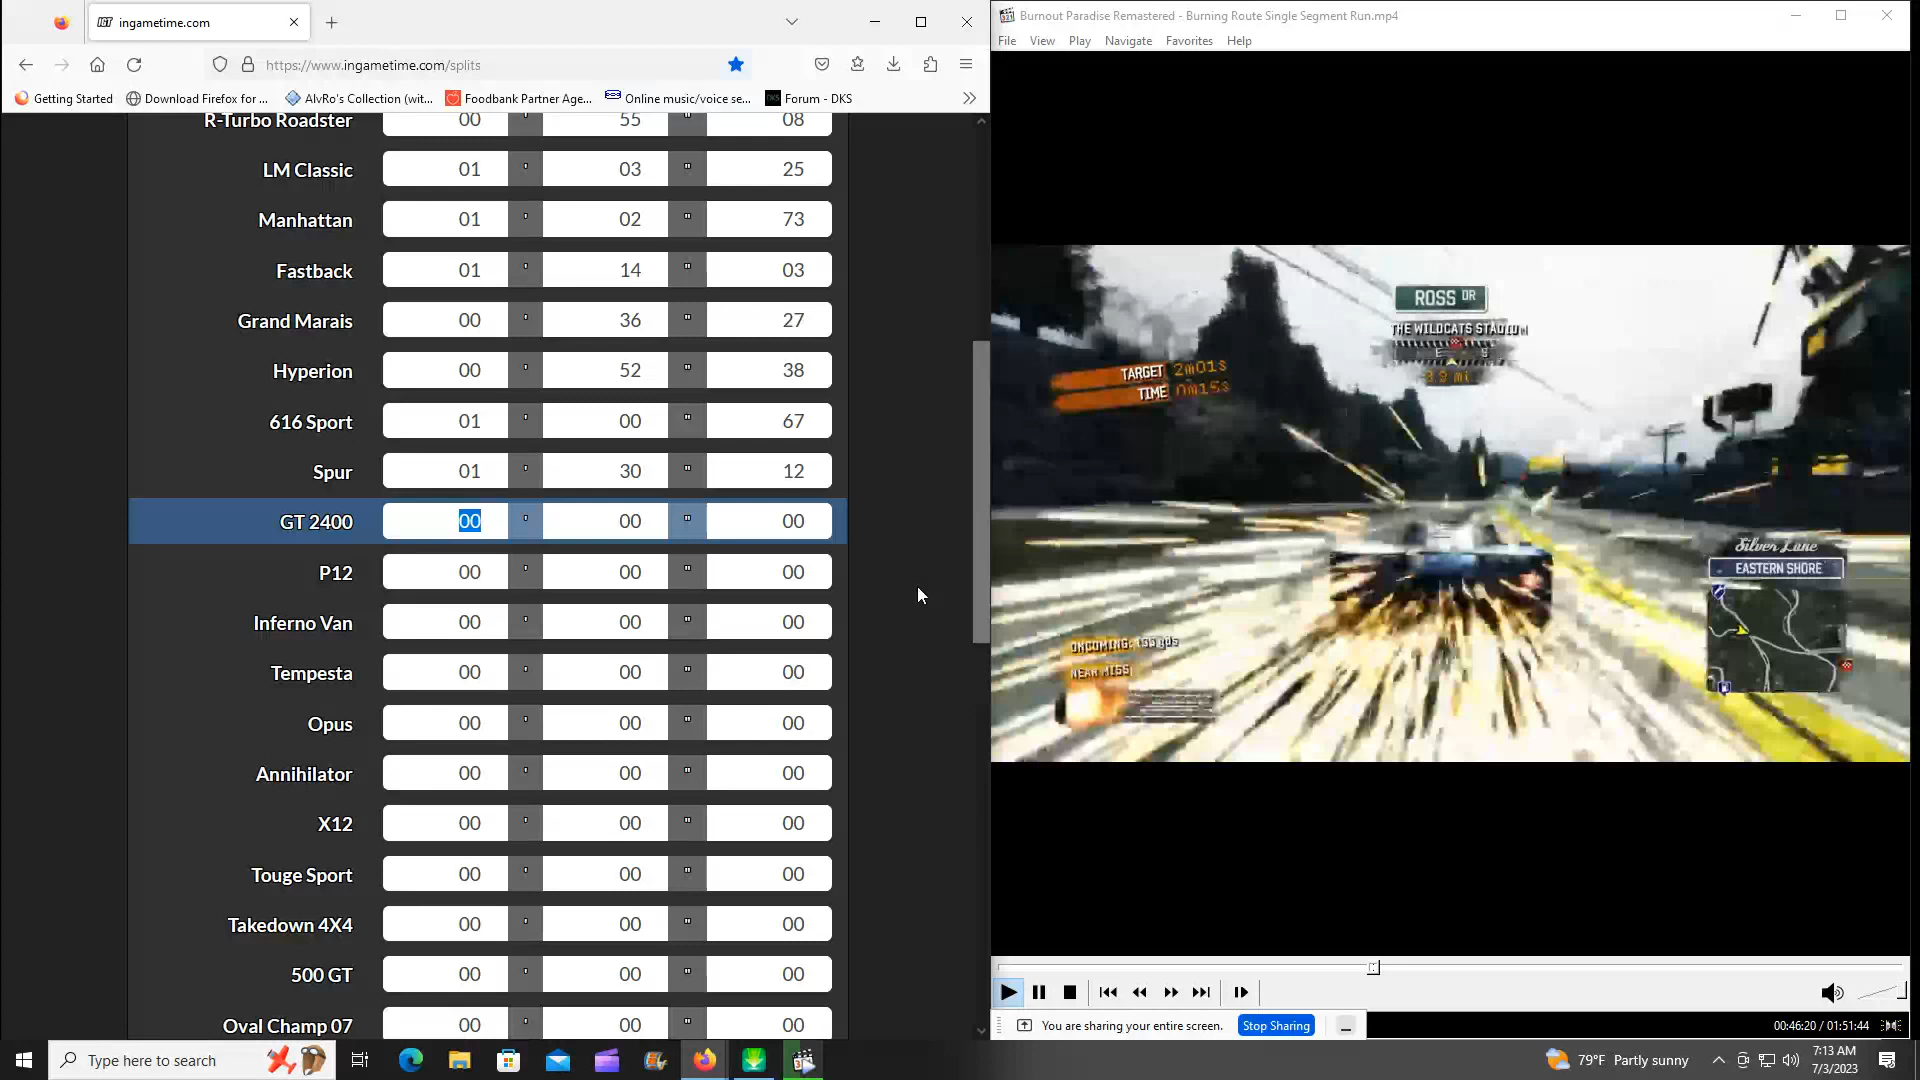 ingametime.com
https://www.ingametime.com/splits
Getting Started
Download Firefox for ...
AlvRo's Collection (wit...
Foodbank Partner Age...
Online music/voice se...
DKS
Forum - DKS
R-Turbo Roadster 00 ' 55 " 08
LM Classic 01 ' 03 " 25
Manhattan 01 ' 02 " 73
Fastback 01 ' 14 " 03
Grand Marais 00 ' 36 " 27
Hyperion 00 ' 52 " 38
616 Sport 01 ' 00 " 67
Spur 01 ' 30 " 12
GT 2400 00 ' 00 " 00
P12 00 ' 00 " 00
Inferno Van 00 ' 00 " 00
Tempesta 00 ' 00 " 00
Opus 00 ' 00 " 00
Annihilator 00 ' 00 " 00
X12 00 ' 00 " 00
Touge Sport 00 ' 00 " 00
Takedown 4X4 00 ' 00 " 00
500 GT 00 ' 00 " 00
Oval Champ 07 00 ' 00 " 00
Burnout Paradise Remastered - Burning Route Single Segment Run.mp4
File View Play Navigate Favorites Help
ROSS DR
THE WILDCATS STADIUM
3.9 mi
TARGET 2m01s
TIME 0m15s
Silver Lane
EASTERN SHORE
ONCOMING:
NEAR MISS
You are sharing your entire screen.
Stop Sharing
00:46:20 / 01:51:44
Type here to search
79°F Partly sunny
7:13 AM
7/3/2023